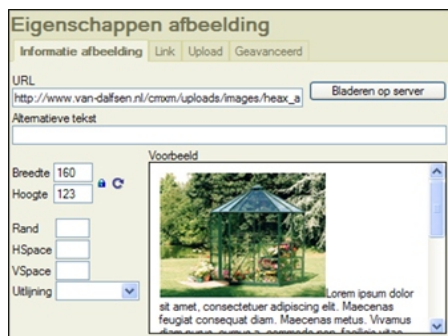 Eigenschappen afbeelding
Informatie afbeelding Link Upload Geavanceerd
URL
http://www.van-dalfsen.nl/cmxm/uploads/images/heax_a
Bladeren op server
Alternatieve tekst
Breedte 160
Hoogte 123
Rand
HSpace
VSpace
Uitlijning
Voorbeeld
Lorem ipsum dolor
sit amet, consectetuer adipiscing elit. Maecenas
feugiat consequat diam. Maecenas metus. Vivamus